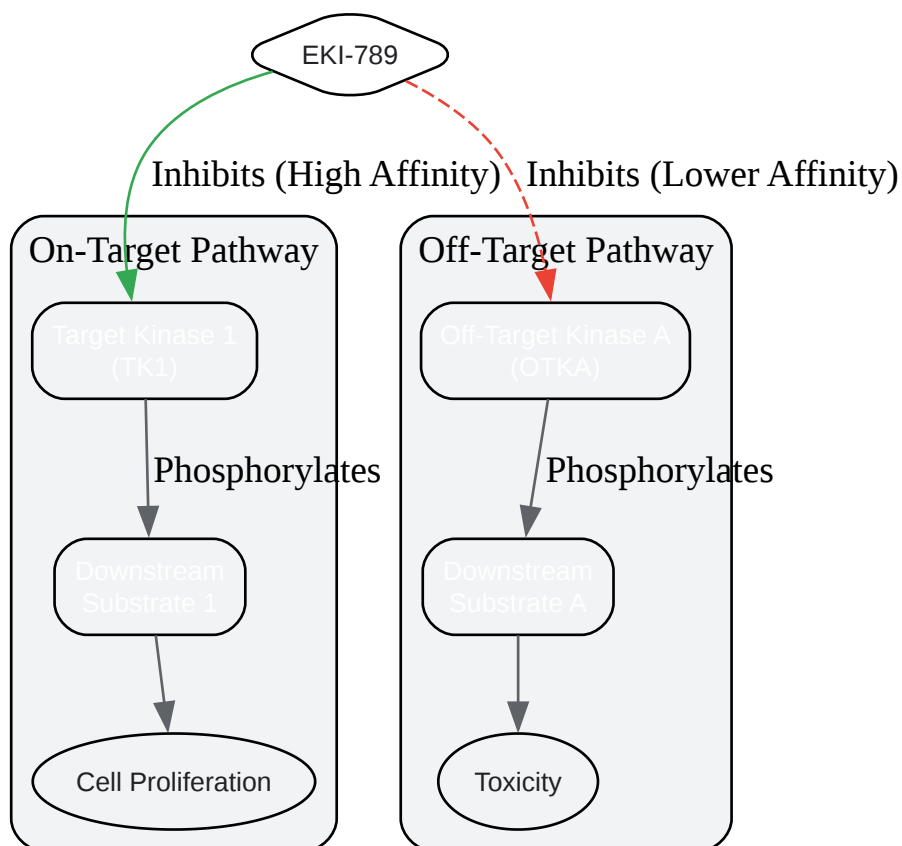 EKI-789
Inhibits (High Affinity)
Inhibits (Lower Affinity)
On-Target Pathway
Off-Target Pathway
Target Kinase 1
(TK1)
Off-Target Kinase A
(OTKA)
Phosphorylates
Phosphorylates
Downstream
Substrate 1
Downstream
Substrate A
Cell Proliferation
Toxicity